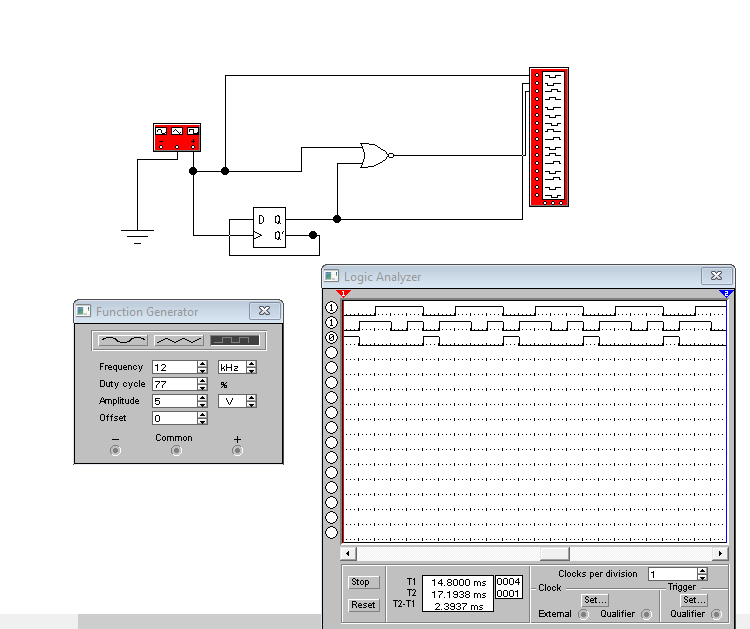 D Q
Q'
Logic Analyzer
1
2
Function Generator
1
1
0
Frequency 12 kHz
Duty cycle 77 %
Amplitude 5 V
Offset 0
− Common +
Clocks per division 1
Stop
T1 14.8000 ms 0004
Clock
Trigger
T2 17.1938 ms 0001
Set...
Set...
Reset
T2-T1 2.3937 ms
External Qualifier
Qualifier